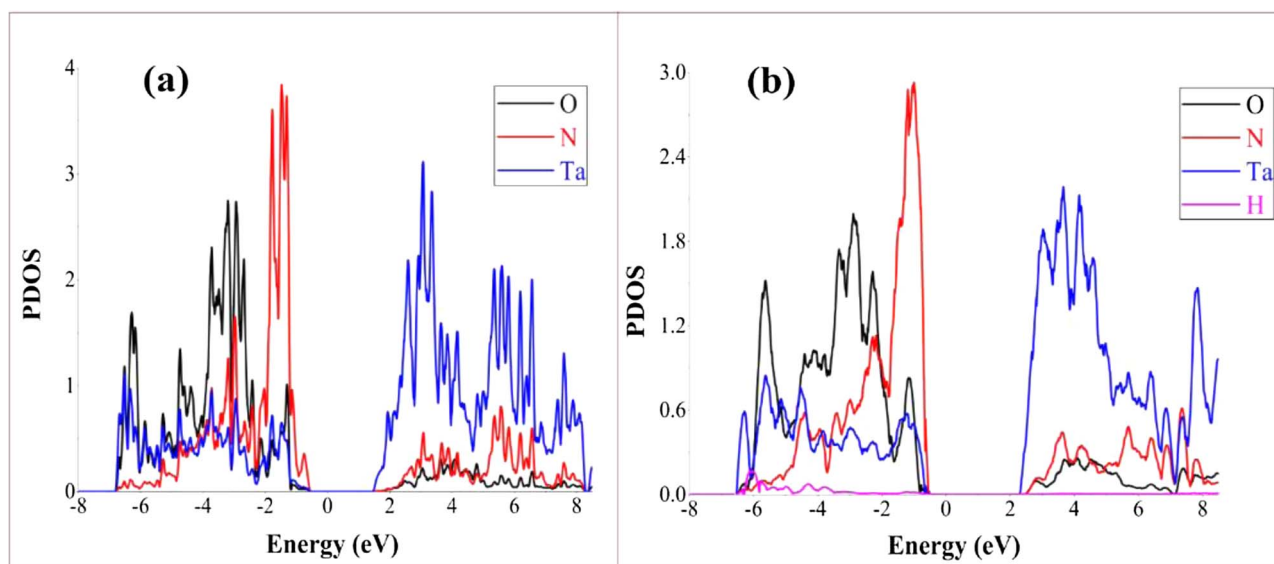 (a)
O
N
Ta
4
3
2
1
0
PDOS
-8 -6 -4 -2 0 2 4 6 8
Energy (eV)
(b)
O
N
Ta
H
3.0
2.4
1.8
1.2
0.6
0.0
PDOS
-8 -6 -4 -2 0 2 4 6 8
Energy (eV)